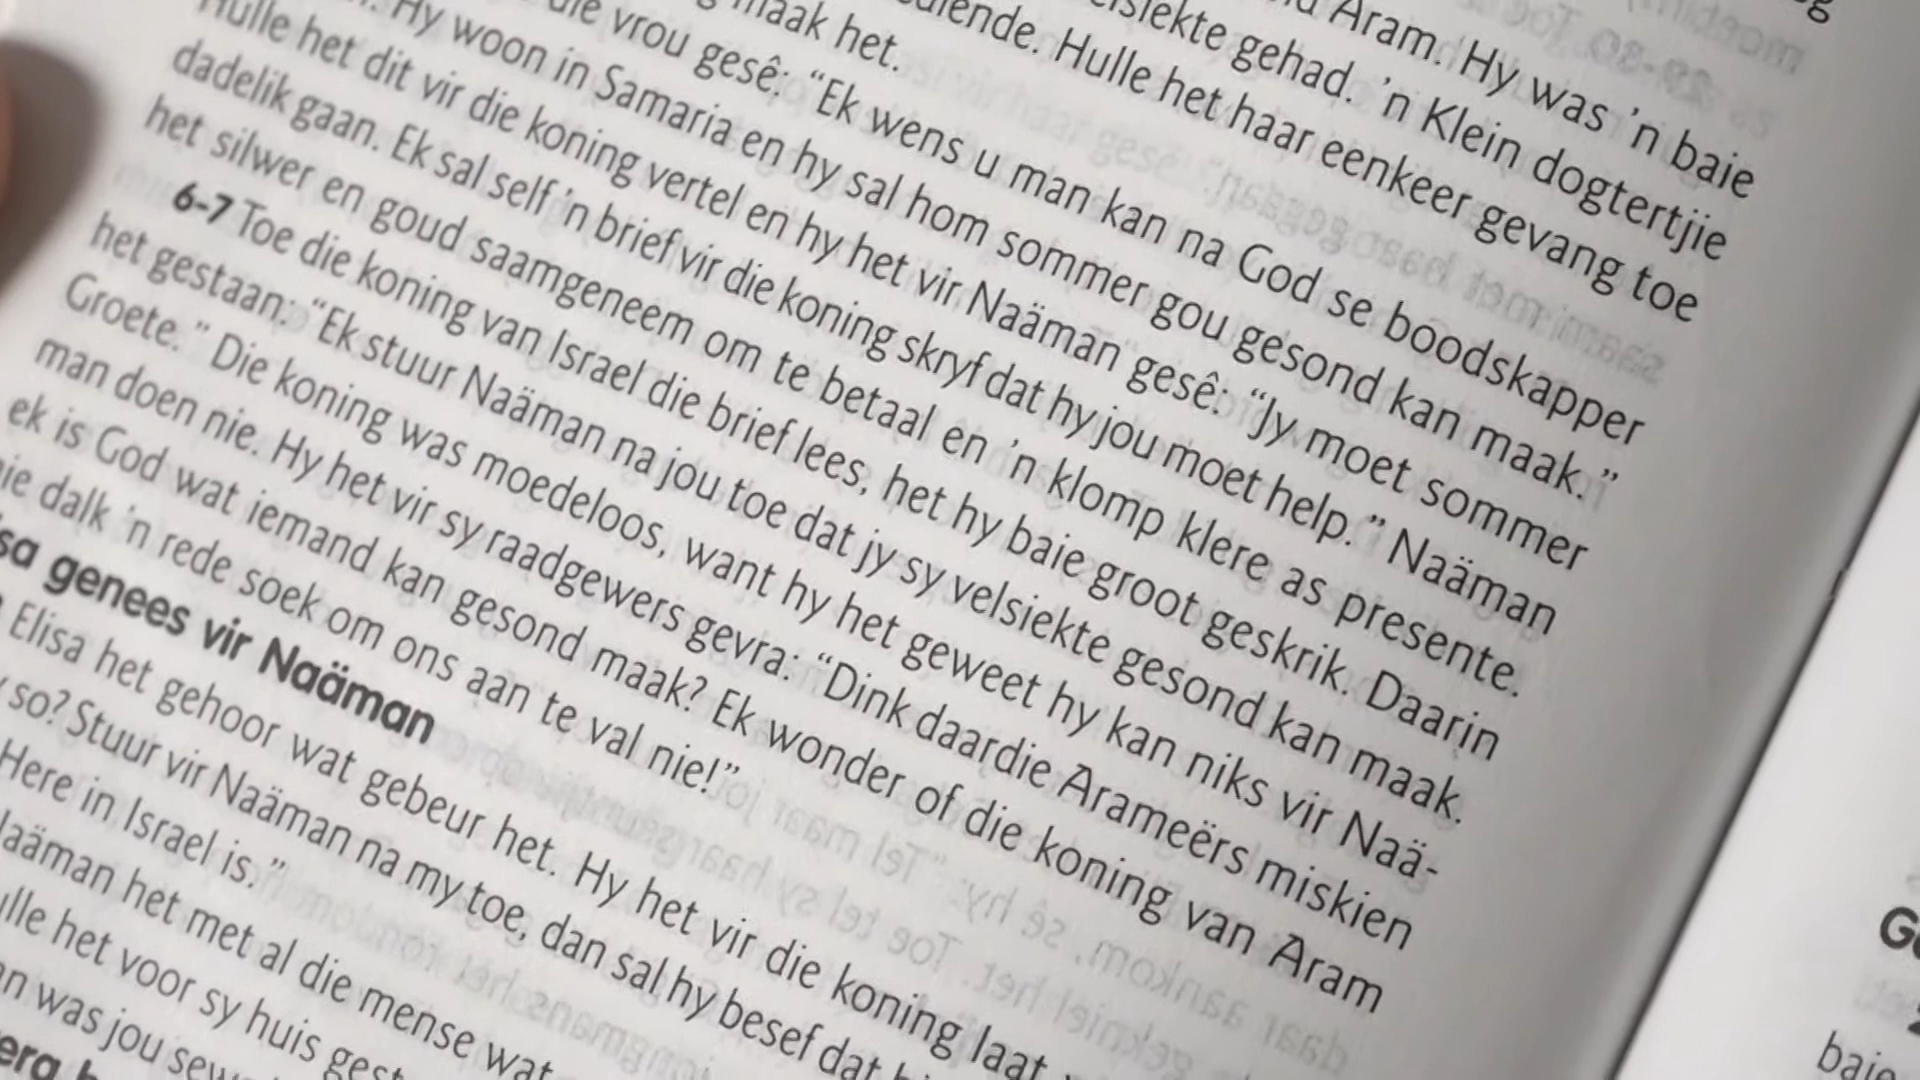 Aram. Hy was ’n baie
gehad. ’n Klein dogtertjie
Hulle het haar eenkeer gevang toe
maak het.
die vrou gesê: “Ek wens u man kan na God se boodskapper
Hy woon in Samaria en hy sal hom sommer gou gesond kan maak.”
Hulle het dit vir die koning vertel en hy het vir Naäman gesê: “Jy moet sommer
dadelik gaan. Ek sal self ’n brief vir die koning skryf dat hy jou moet help.” Naäman
het silwer en goud saamgeneem om te betaal en ’n klomp klere as presente.
6-7 Toe die koning van Israel die brief lees, het hy baie groot geskrik. Daarin
het gestaan: “Ek stuur Naäman na jou toe dat jy sy velsiekte gesond kan maak.
Groete.” Die koning was moedeloos, want hy het geweet hy kan niks vir Naä-
man doen nie. Hy het vir sy raadgewers gevra: “Dink daardie Arameërs miskien
ek is God wat iemand kan gesond maak? Ek wonder of die koning van Aram
nie dalk ’n rede soek om ons aan te val nie!”
genees vir Naäman
Elisa het gehoor wat gebeur het. Hy het vir die koning laat
so? Stuur vir Naäman na my toe, dan sal hy besef dat
Here in Israel is.”
Naäman het met al die mense wat
het voor sy huis
was jou
baie